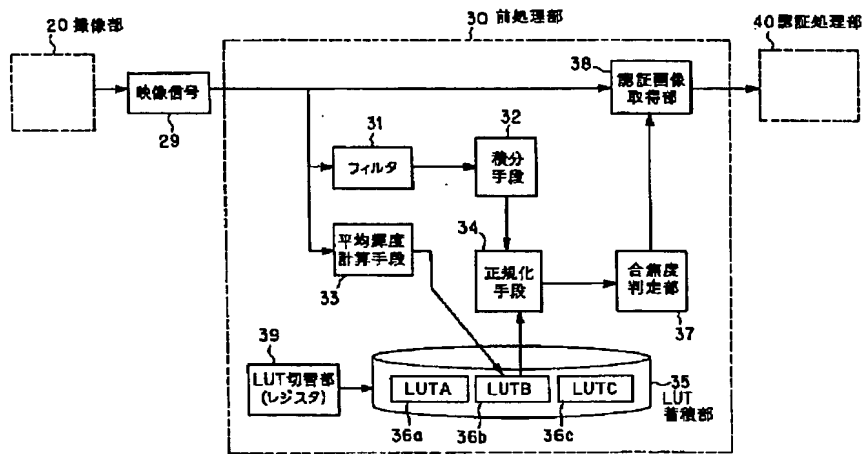 20 撮像部
30 前処理部
40 認証処理部
38
認証画像
取得部
映像信号
29
31
フィルタ
32
積分
手段
平均輝度
計算手段
33
34
正規化
手段
合焦度
判定部
37
39
LUT切替部
(レジスタ)
LUTA
LUTB
LUTC
35
LUT
蓄積部
36a
36b
36c